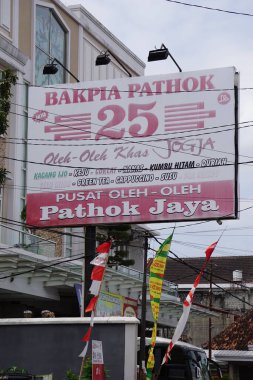 BAKPIA PATHOK
25
Oleh-Oleh Khas JOGJA
KACANG IJO - KEJU - COKLAT - NANAS - KUMBU HITAM - DURIAN
GREEN TEA - CAPPUCINO - SUSU
PUSAT OLEH-OLEH
Pathok Jaya